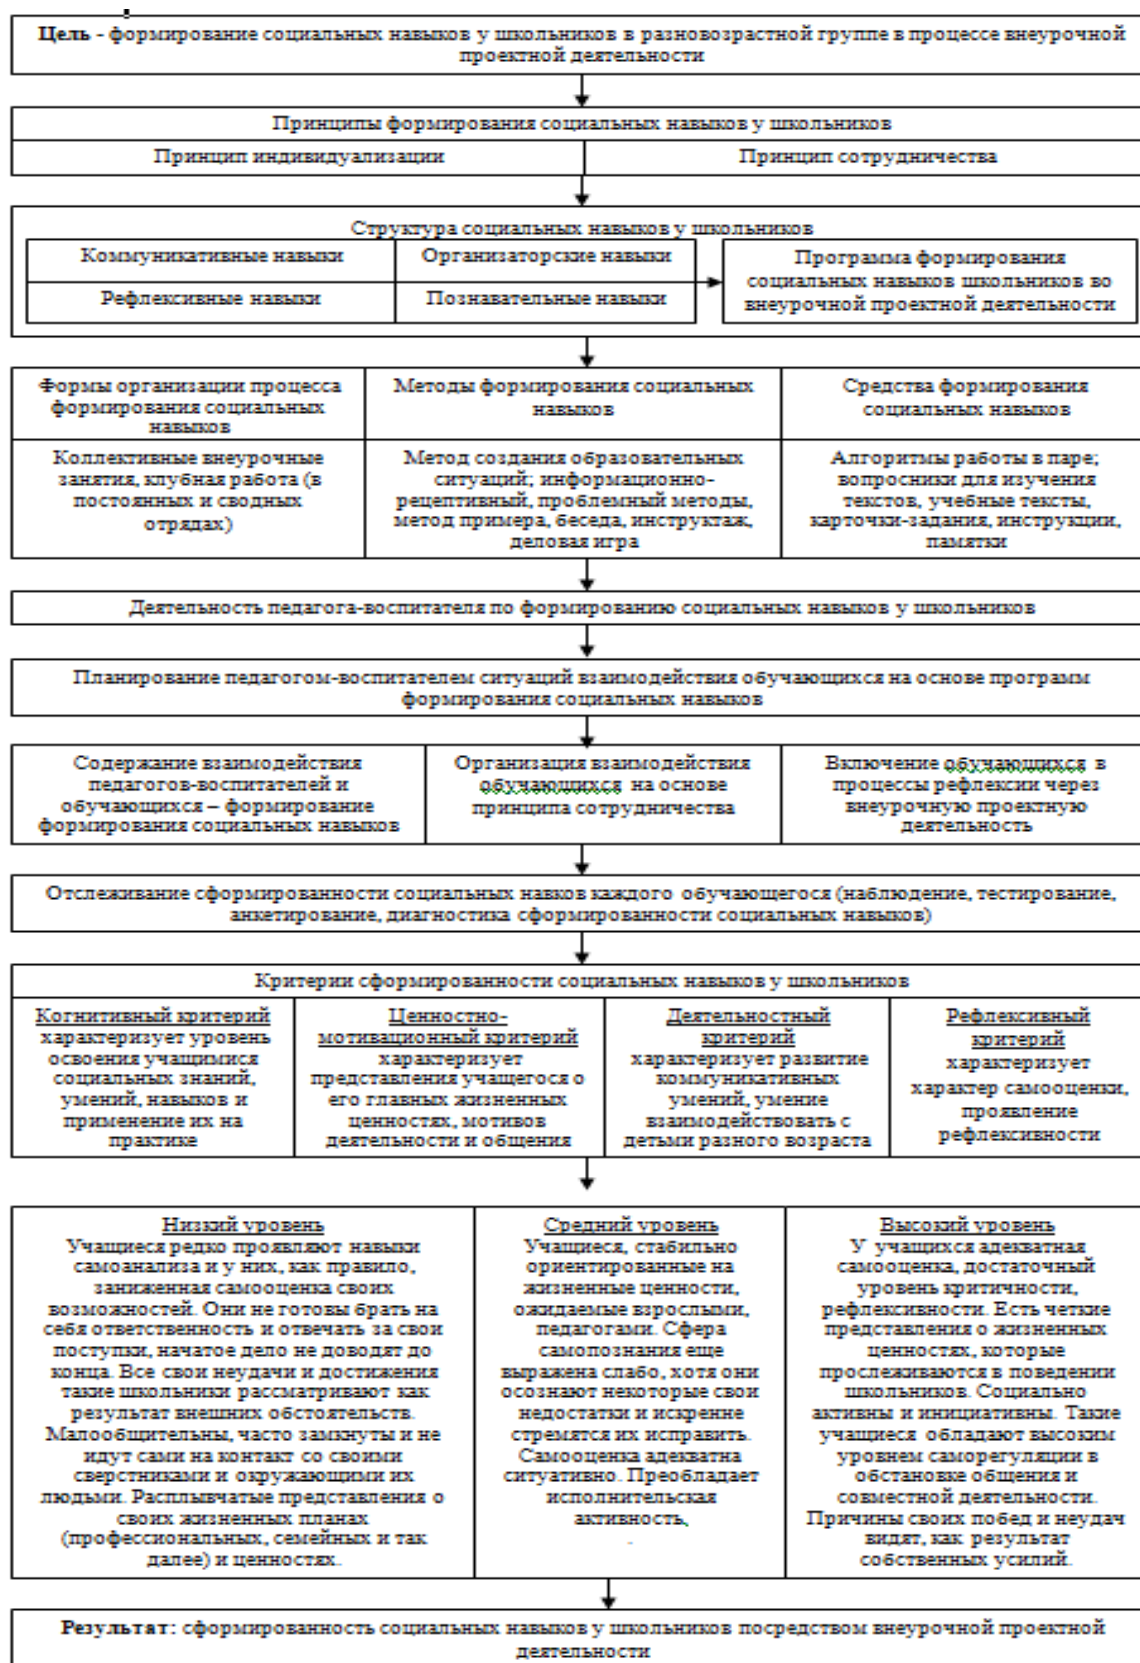 Цель - формирование социальных навыков у школьников в разновозрастной группе в процессе внеурочной
проектной деятельности
Принципы формирования социальных навыков у школьников
Принцип индивидуализации
Принцип сотрудничества
Структура социальных навыков у школьников
Коммуникативные навыки
Организаторские навыки
Рефлексивные навыки
Познавательные навыки
Программа формирования
социальных навыков школьников во
внеурочной проектной деятельности
Формы организации процесса
формирования социальных
навыков
Методы формирования социальных
навыков
Средства формирования
социальных навыков
Коллективные внеурочные
занятия, клубная работа (в
постоянных и сводных
отрядах)
Метод создания образовательных
ситуаций; информационно-
рецептивный, проблемный методы,
метод примера, беседа, инструктаж,
деловая игра
Алгоритмы работы в паре;
вопросники для изучения
текстов, учебные тексты,
карточки-задания, инструкции,
памятки
Деятельность педагога-воспитателя по формированию социальных навыков у школьников
Планирование педагогом-воспитателем ситуаций взаимодействия обучающихся на основе программ
формирования социальных навыков
Содержание взаимодействия
педагогов-воспитателей и
обучающихся – формирование
формирования социальных навыков
Организация взаимодействия
обучающихся на основе
принципа сотрудничества
Включение обучающихся в
процессы рефлексии через
внеурочную проектную
деятельность
Отслеживание сформированности социальных навков каждого обучающегося (наблюдение, тестирование,
анкетирование, диагностика сформированности социальных навыков)
Критерии сформированности социальных навыков у школьников
Когнитивный критерий
характеризует уровень
освоения учащимися
социальных знаний,
умений, навыков и
применение их на
практике
Ценностно-
мотивационный критерий
характеризует
представления учащегося о
его главных жизненных
ценностях, мотивов
деятельности и общения
Деятельностный
критерий
характеризует развитие
коммуникативных
умений, умение
взаимодействовать с
детьми разного возраста
Рефлексивный
критерий
характеризует
характер самооценки,
проявление
рефлексивности
Низкий уровень
Учащиеся редко проявляют навыки
самоанализа и у них, как правило,
заниженная самооценка своих
возможностей. Они не готовы брать на
себя ответственность и отвечать за свои
поступки, начатое дело не доводят до
конца. Все свои неудачи и достижения
такие школьники рассматривают как
результат внешних обстоятельств.
Малообщительны, часто замкнуты и не
идут сами на контакт со своими
сверстниками и окружающими их
людьми. Расплывчатые представления о
своих жизненных планах
(профессиональных, семейных и так
далее) и ценностях.
Средний уровень
Учащиеся, стабильно
ориентированные на
жизненные ценности,
ожидаемые взрослыми,
педагогами. Сфера
самопознания еще
выражена слабо, хотя они
осознают некоторые свои
недостатки и искренне
стремятся их исправить.
Самооценка адекватна
ситуативно. Преобладает
исполнительская
активность.
.
Высокий уровень
У учащихся адекватная
самооценка, достаточный
уровень критичности,
рефлексивности. Есть четкие
представления о жизненных
ценностях, которые
прослеживаются в поведении
школьников. Социально
активны и инициативны. Такие
учащиеся обладают высоким
уровнем саморегуляции в
обстановке общения и
совместной деятельности.
Причины своих побед и неудач
видят, как результат
собственных усилий.
Результат: сформированность социальных навыков у школьников посредством внеурочной проектной
деятельности